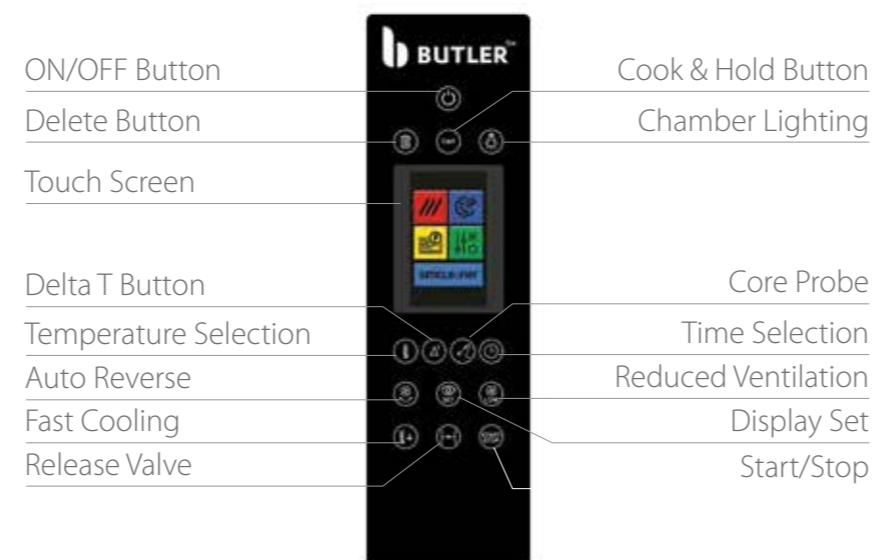 BUTLER™
ON/OFF Button
Delete Button
Touch Screen
Delta T Button
Temperature Selection
Auto Reverse
Fast Cooling
Release Valve
Cook & Hold Button
Chamber Lighting
Core Probe
Time Selection
Reduced Ventilation
Display Set
Start/Stop